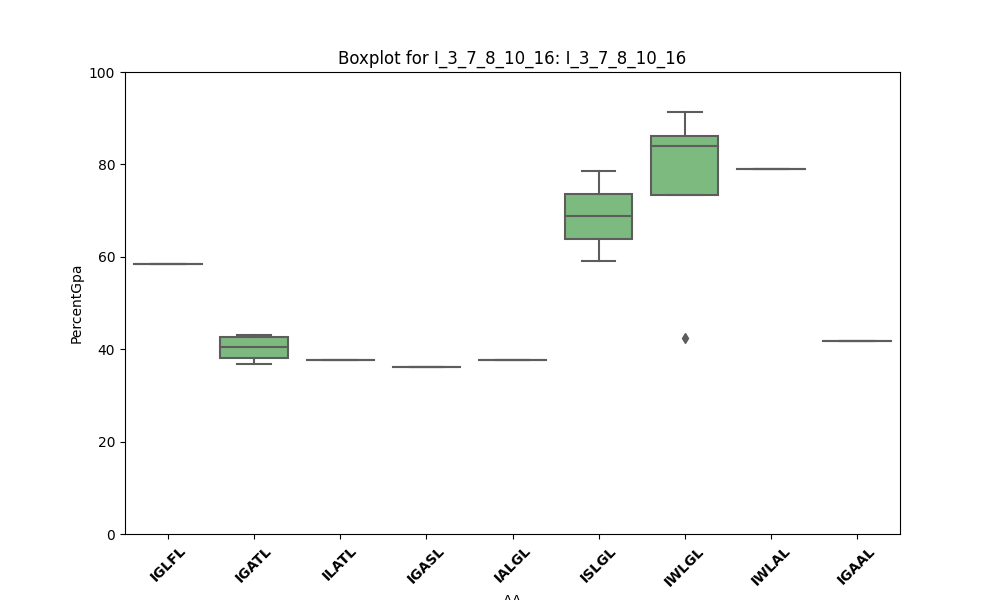 Boxplot for I_3_7_8_10_16: I_3_7_8_10_16
100
80
60
40
20
0
PercentGpa
IGLFL IGATL ILATL IGASL IALGL ISLGL IWLGL IWLAL IGAAL
AA